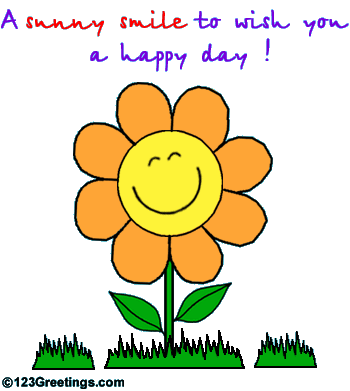 A sunny smile to wish you
a happy day !
©123Greetings.com